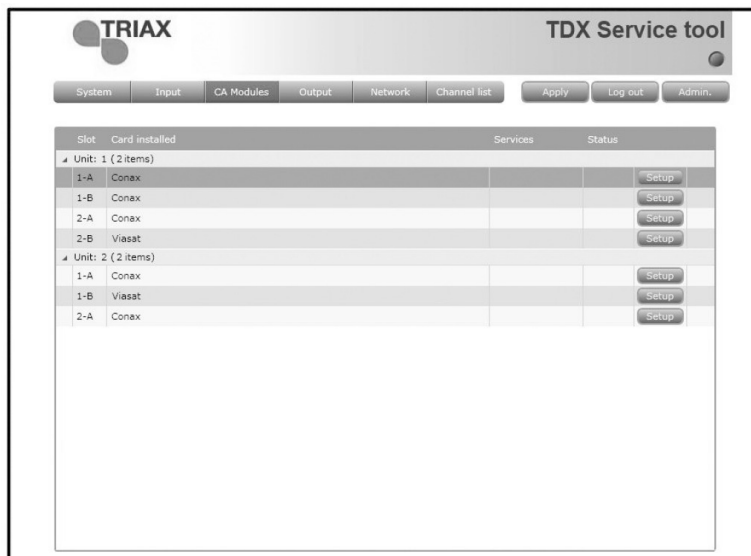 TRIAX
TDX Service tool
System Input CA Modules Output Network Channel list Apply Log out Admin.
Slot Card installed Services Status
Unit: 1 (2 items)
1-A Conax Setup
1-B Conax Setup
2-A Conax Setup
2-B Viasat Setup
Unit: 2 (2 items)
1-A Conax Setup
1-B Viasat Setup
2-A Conax Setup